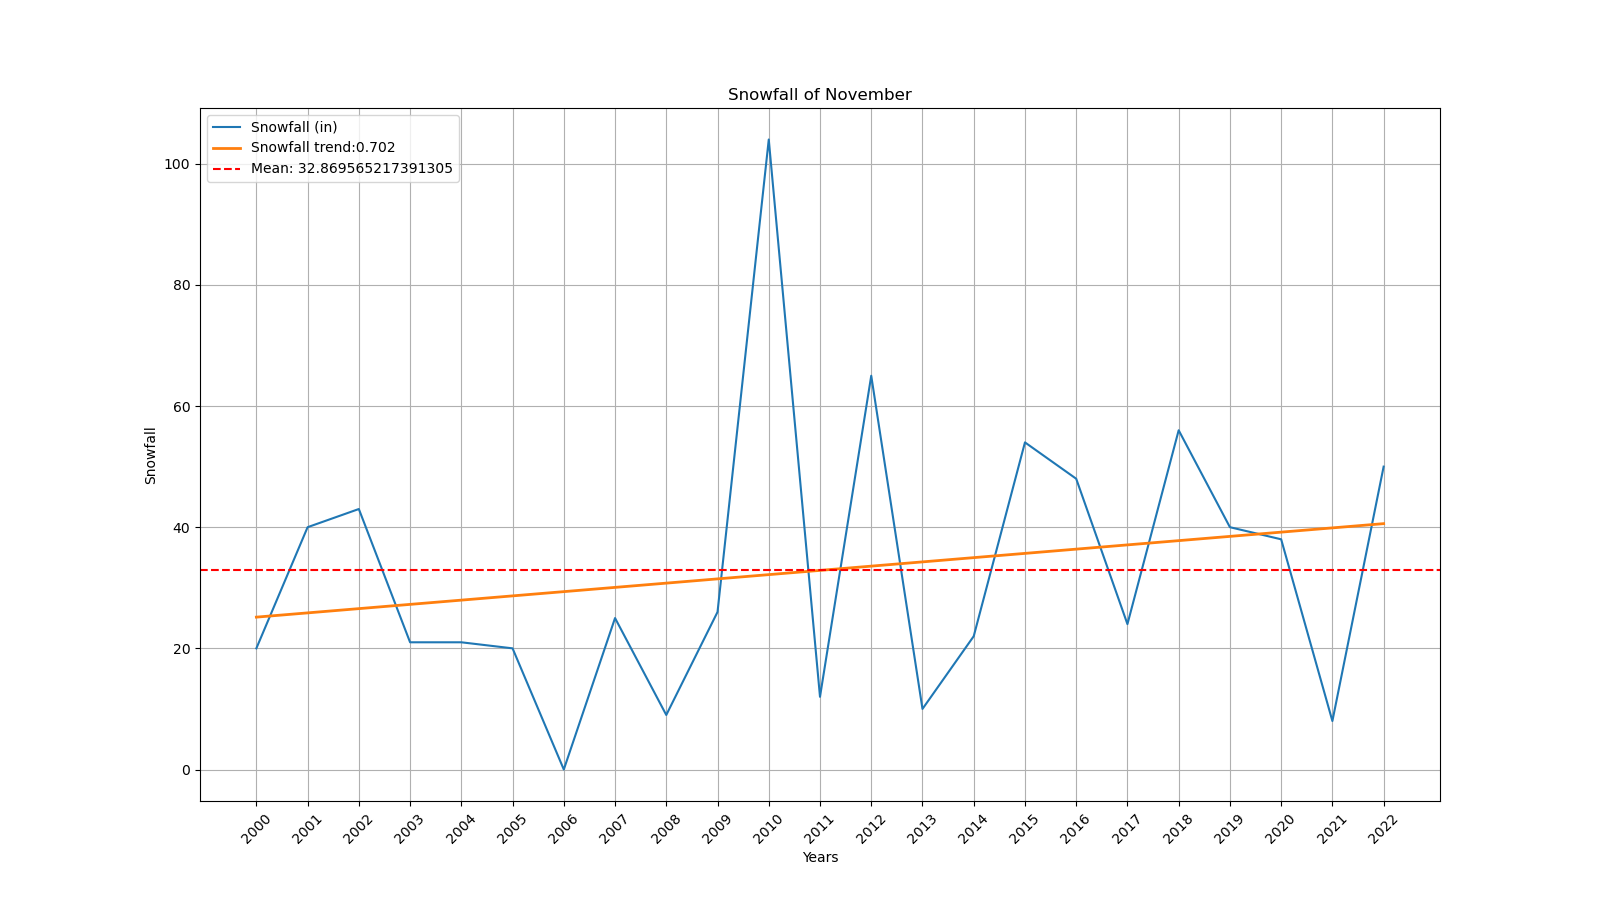 Snowfall of November
Snowfall (in)
Snowfall trend:0.702
Mean: 32.869565217391305
100
80
60
40
20
0
Snowfall
2000 2001 2002 2003 2004 2005 2006 2007 2008 2009 2010 2011 2012 2013 2014 2015 2016 2017 2018 2019 2020 2021 2022
Years